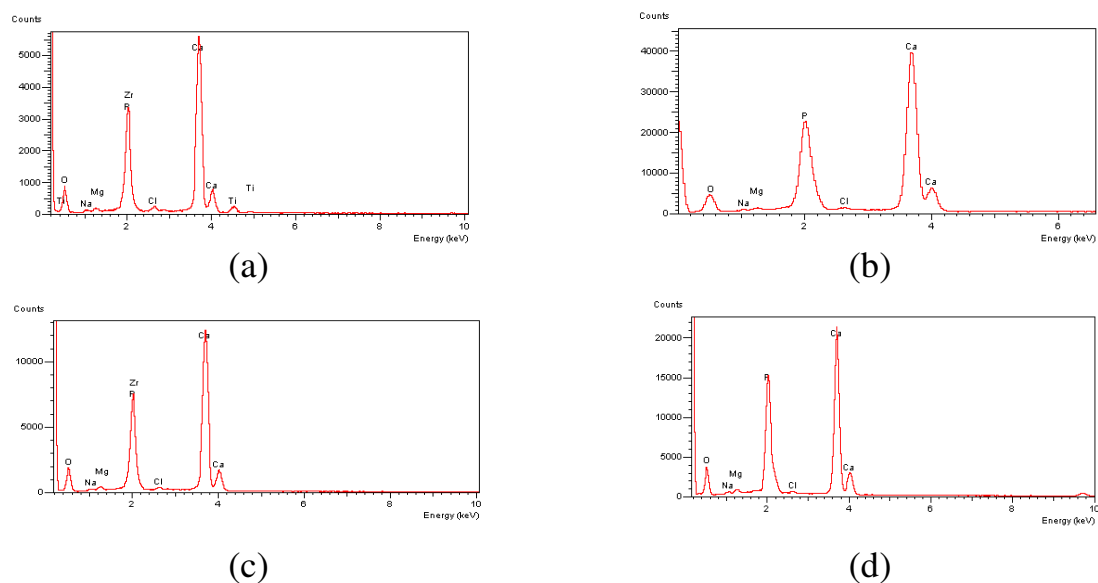 Counts
5000
4000
3000
2000
1000
0
O
Ti
Na
Mg
Zr
P
Cl
Ca
Ca
Ti
Ti
2
4
6
8
10
Energy (keV)
(a)
Counts
40000
30000
20000
10000
0
O
Na
Mg
P
Cl
Ca
Ca
2
4
6
Energy (keV)
(b)
Counts
10000
5000
0
O
Na
Mg
Zr
P
Cl
Ca
Ca
2
4
6
8
10
Energy (keV)
(c)
Counts
20000
15000
10000
5000
0
O
Na
Mg
P
Cl
Ca
Ca
2
4
6
8
10
Energy (keV)
(d)